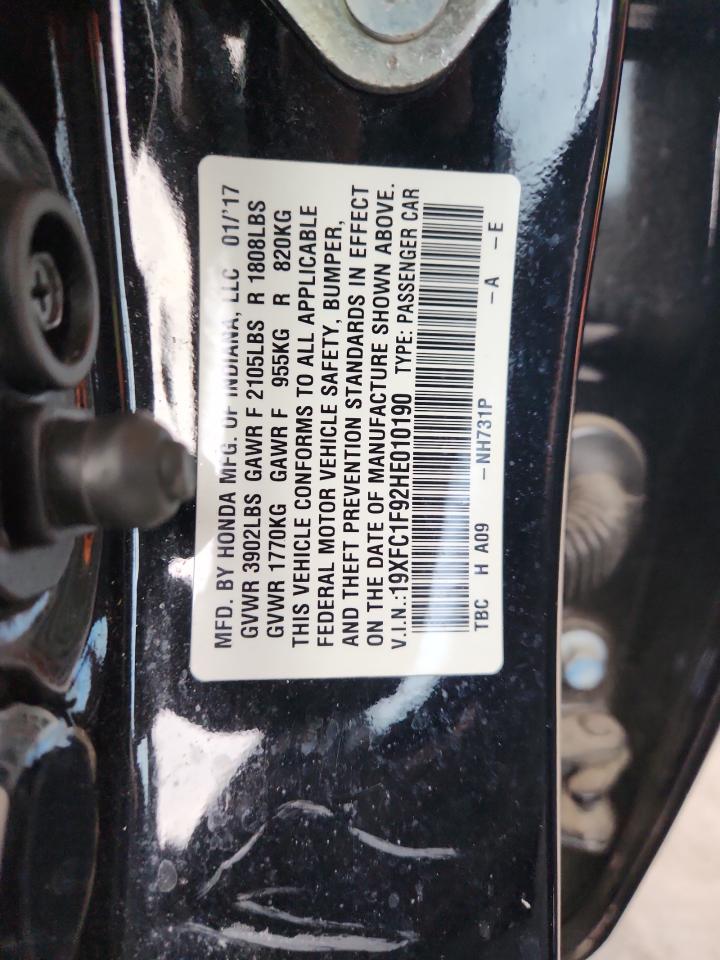 MFD. BY HONDA MFG. OF INDIANA, LLC 01/'17
GVWR 3902LBS GAWR F 2105LBS R 1808LBS
GVWR 1770KG GAWR F 955KG R 820KG
THIS VEHICLE CONFORMS TO ALL APPLICABLE
FEDERAL MOTOR VEHICLE SAFETY, BUMPER,
AND THEFT PREVENTION STANDARDS IN EFFECT
ON THE DATE OF MANUFACTURE SHOWN ABOVE.
V.I.N.:19XFC1F92HE010190 TYPE: PASSENGER CAR
TBC H A09 -NH731P -A -E